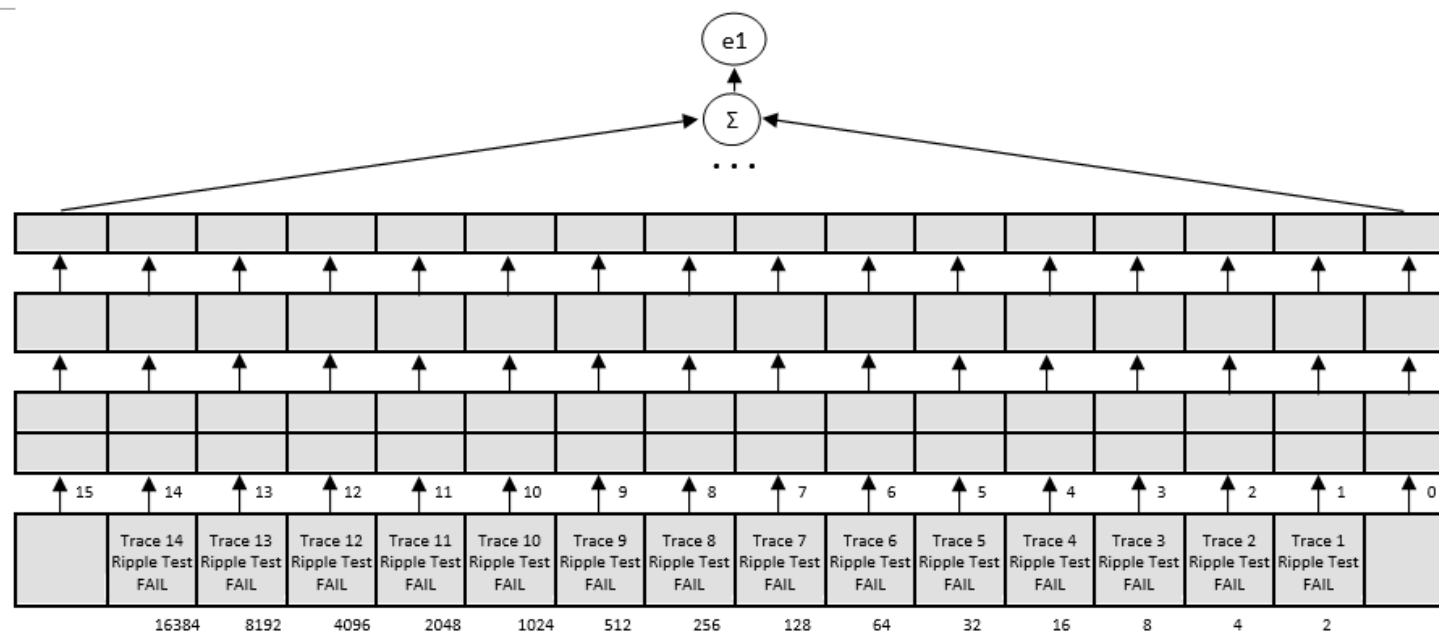 e1
Σ
...
15 14 13 12 11 10 9 8 7 6 5 4 3 2 1 0
Trace 14 Trace 13 Trace 12 Trace 11 Trace 10 Trace 9 Trace 8 Trace 7 Trace 6 Trace 5 Trace 4 Trace 3 Trace 2 Trace 1
Ripple Test Ripple Test Ripple Test Ripple Test Ripple Test Ripple Test Ripple Test Ripple Test Ripple Test Ripple Test Ripple Test Ripple Test Ripple Test Ripple Test
FAIL FAIL FAIL FAIL FAIL FAIL FAIL FAIL FAIL FAIL FAIL FAIL FAIL FAIL
16384 8192 4096 2048 1024 512 256 128 64 32 16 8 4 2